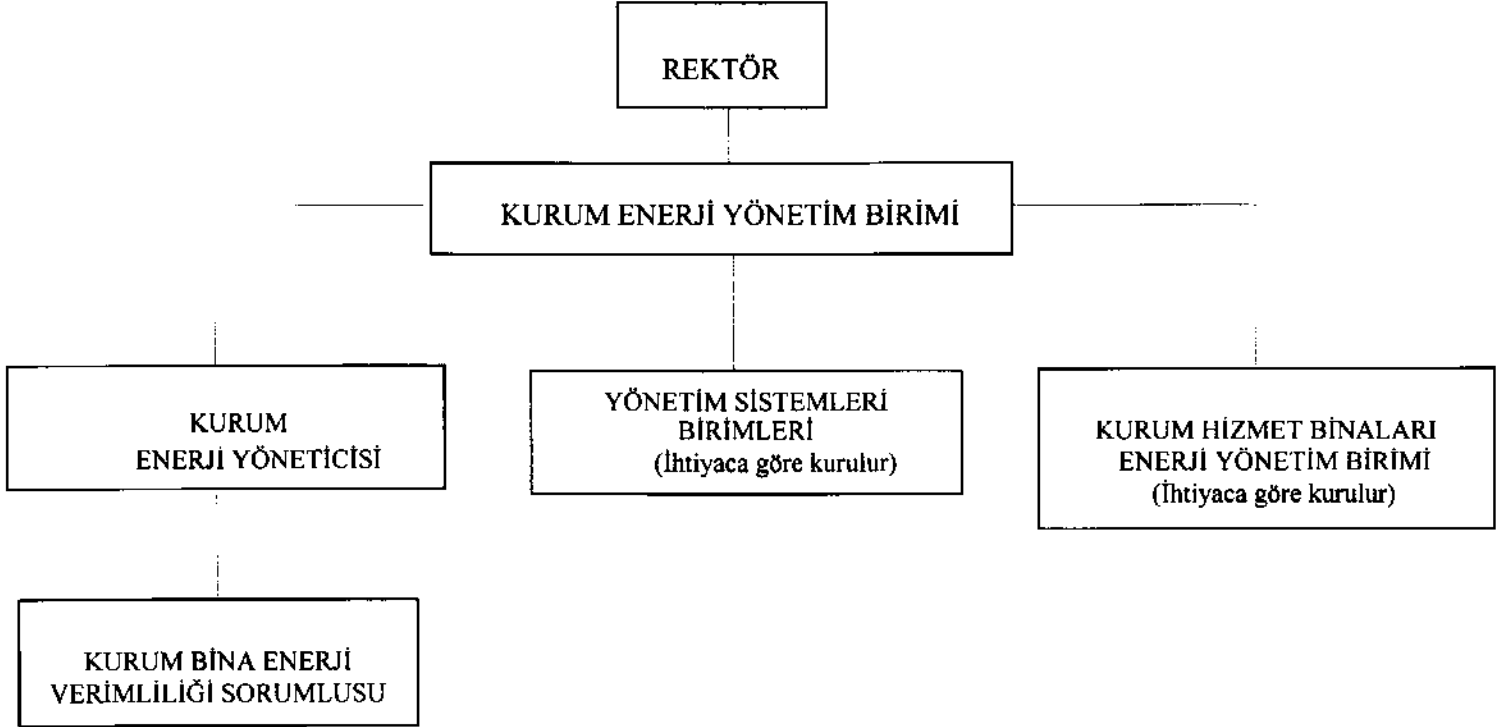 REKTÖR
KURUM ENERJİ YÖNETİM BİRİMİ
KURUM
ENERJİ YÖNETİCİSİ
YÖNETİM SİSTEMLERİ
BİRİMLERİ
(İhtiyaca göre kurulur)
KURUM HİZMET BİNALARI
ENERJİ YÖNETİM BİRİMİ
(İhtiyaca göre kurulur)
KURUM BİNA ENERJİ
VERİMLİLİĞİ SORUMLUSU